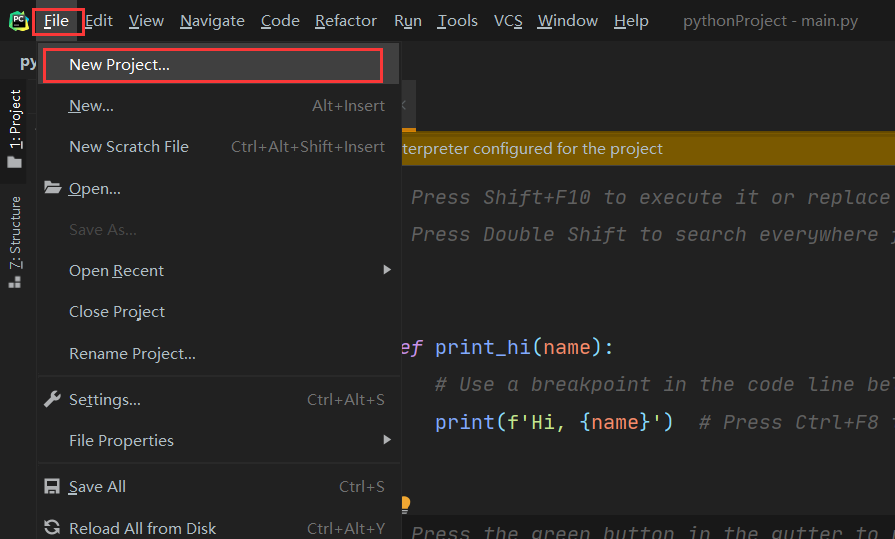 PC File Edit View Navigate Code Refactor Run Tools VCS Window Help pythonProject - main.py
py
New Project...
New... Alt+Insert
New Scratch File Ctrl+Alt+Shift+Insert
Open...
Save As...
Open Recent
Close Project
Rename Project...
Settings... Ctrl+Alt+S
File Properties
Save All Ctrl+S
Reload All from Disk Ctrl+Alt+Y
1: Project
Z: Structure
terpreter configured for the project
Press Shift+F10 to execute it or replace
Press Double Shift to search everywhere
ef print_hi(name):
# Use a breakpoint in the code line be
print(f'Hi, {name}')  # Press Ctrl+F8
Press the green button in the gutter to